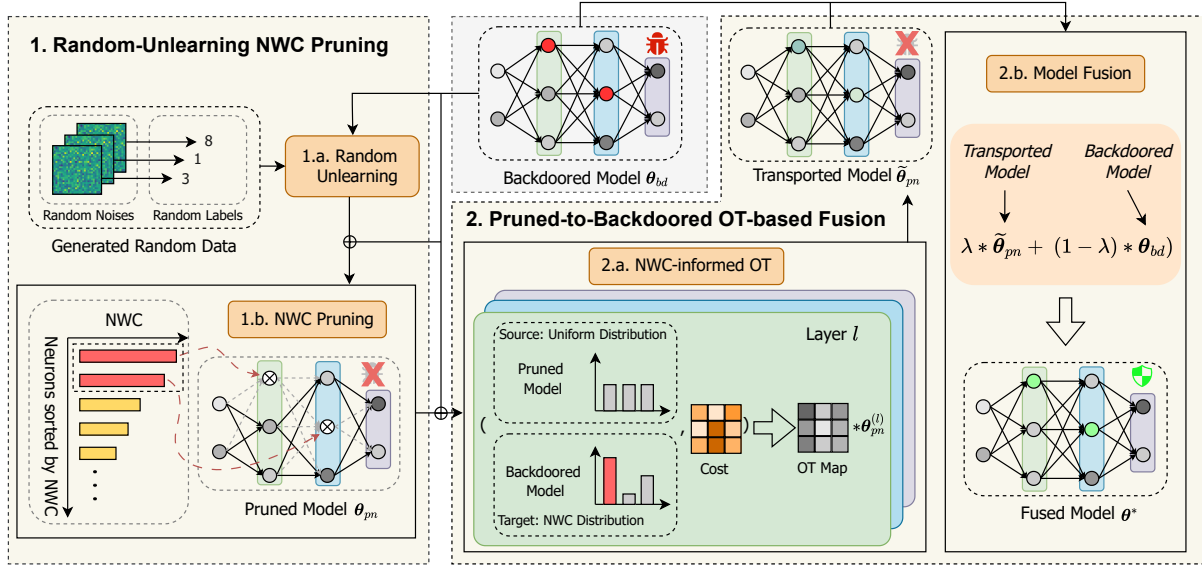 1. Random-Unlearning NWC Pruning
8
1
3
Random Noises
Random Labels
Generated Random Data
1.a. Random
Unlearning
Backdoored Model θbd
Transported Model θ̃pn
1.b. NWC Pruning
NWC
Neurons sorted by NWC
Pruned Model θpn
2. Pruned-to-Backdoored OT-based Fusion
2.a. NWC-informed OT
Layer l
Source: Uniform Distribution
Pruned
Model
Backdoored
Model
Target: NWC Distribution
( , )
Cost
OT Map
*θpn(l)
2.b. Model Fusion
Transported
Model
Backdoored
Model
λ * θ̃pn + (1 − λ) * θbd)
Fused Model θ*